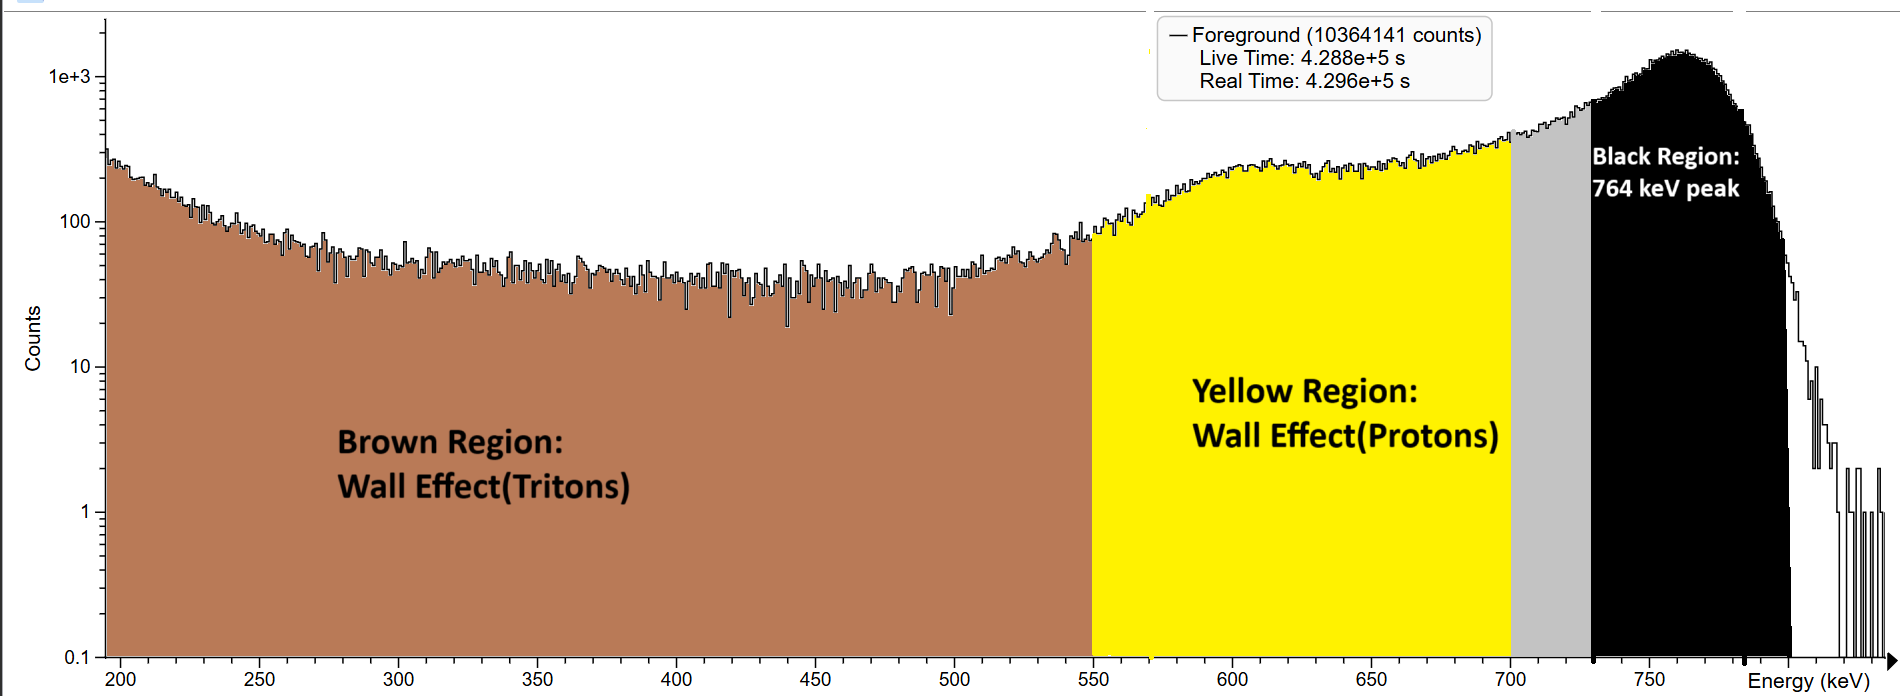 Foreground (10364141 counts)
Live Time: 4.288e+5 s
Real Time: 4.296e+5 s
1e+3
100
10
1
0.1
Counts
Black Region:
764 keV peak
Yellow Region:
Wall Effect(Protons)
Brown Region:
Wall Effect(Tritons)
200 250 300 350 400 450 500 550 600 650 700 750 Energy (keV)